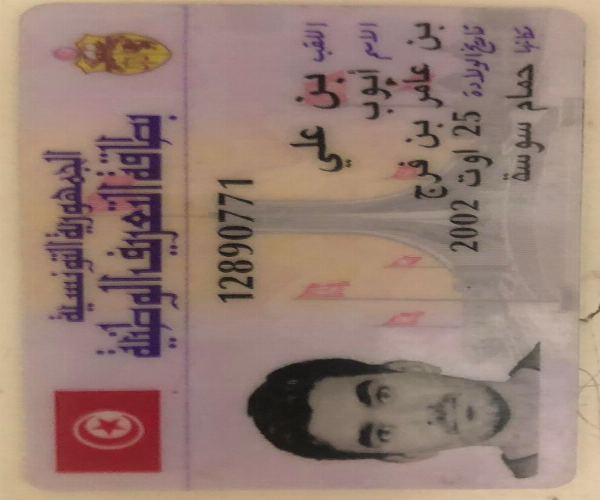 الجمهورية التونسية
بطاقة التعريف الوطنية
12890771
اللقب بن علي
الاسم أيوب
بن عامر بن فرج
تاريخ الولادة 25 اوت 2002
مكانها حمام سوسة